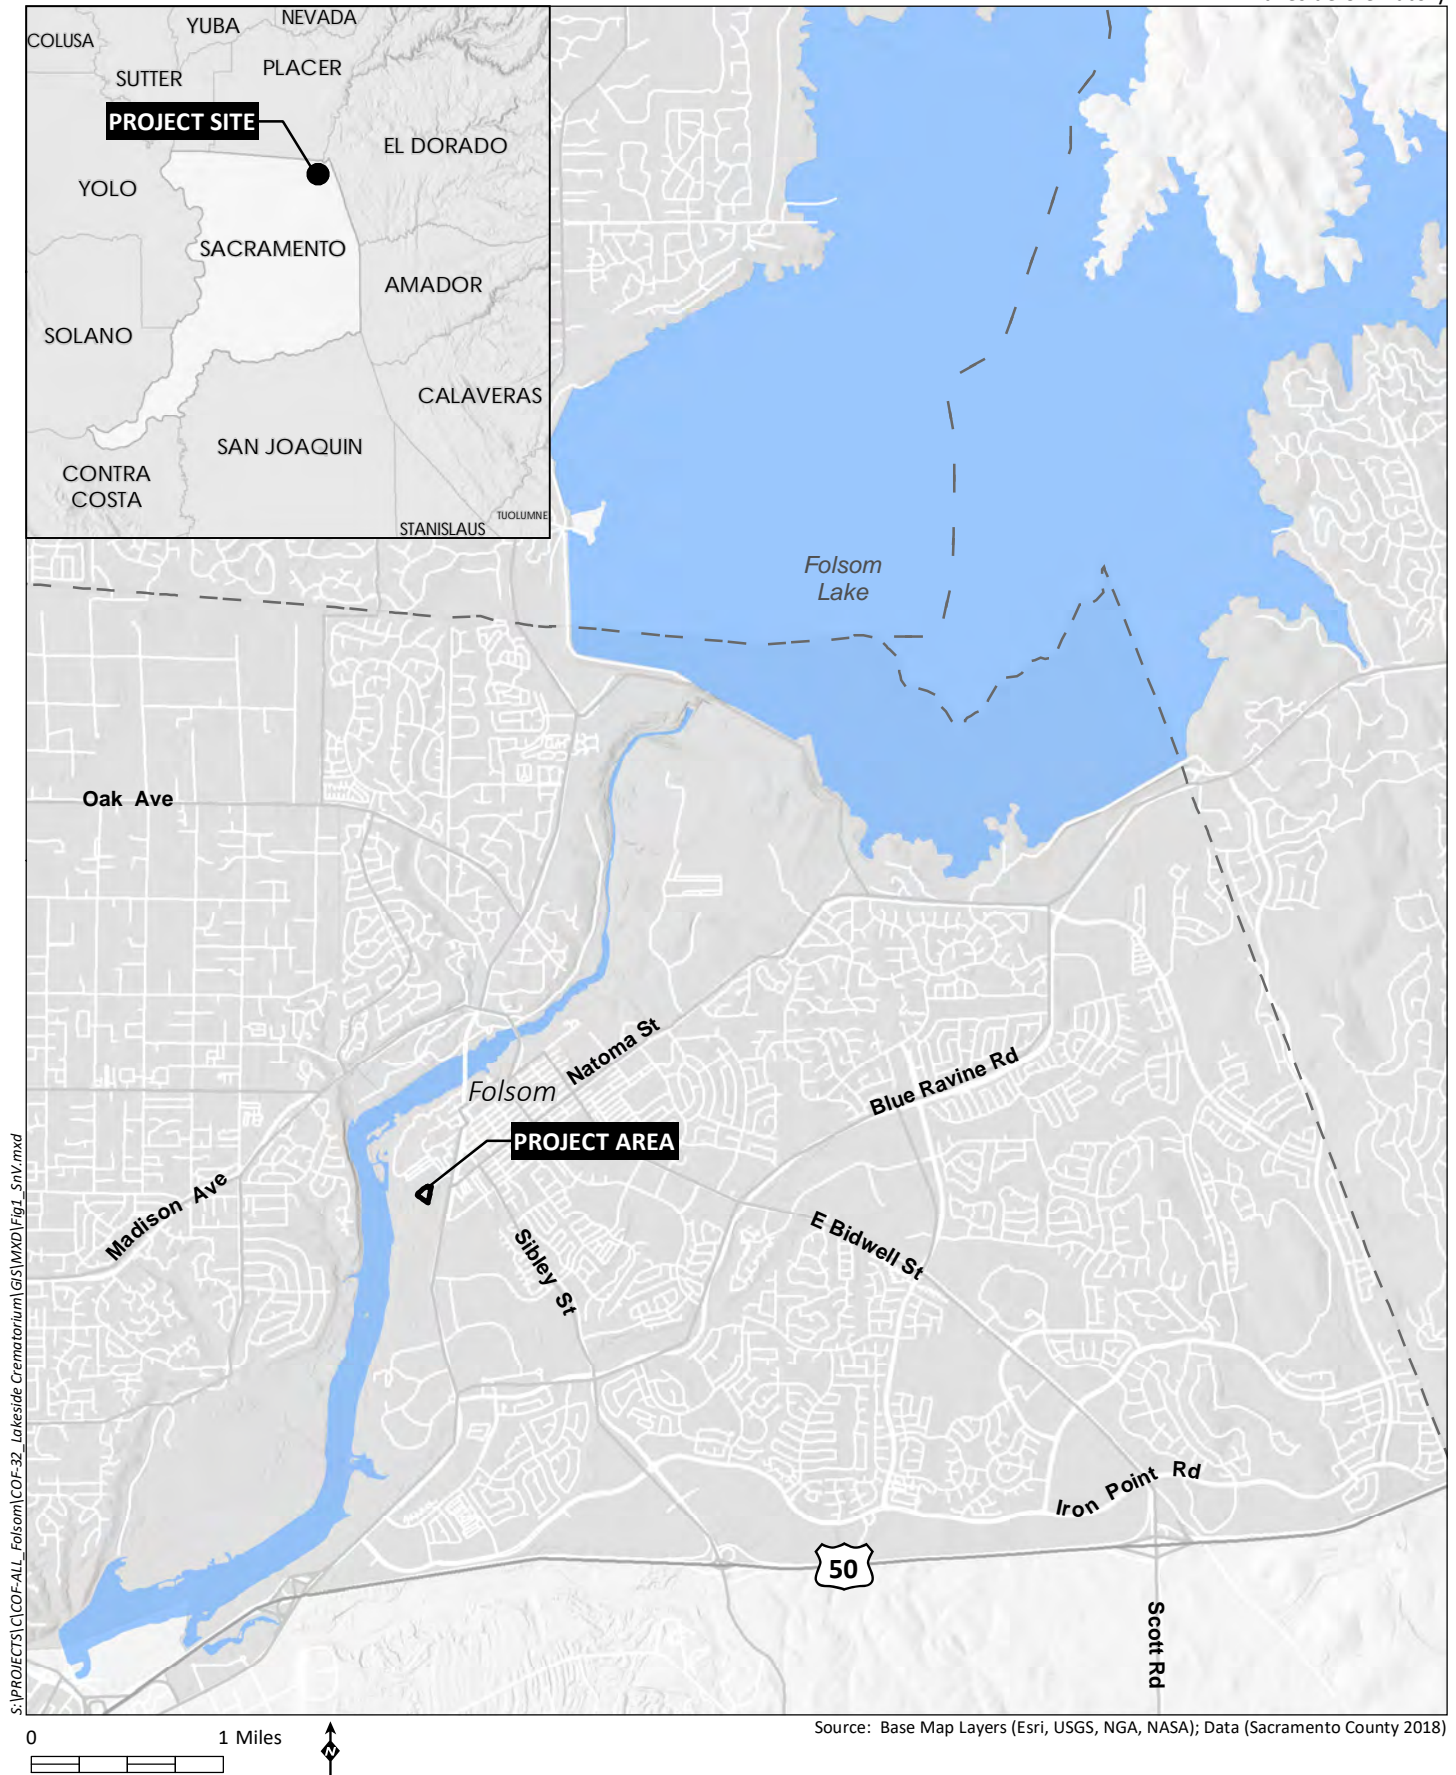 NEVADA
YUBA
COLUSA
PLACER
SUTTER
PROJECT SITE
EL DORADO
YOLO
SACRAMENTO
AMADOR
SOLANO
CALAVERAS
SAN JOAQUIN
CONTRA
COSTA
TUOLUMNE
STANISLAUS
Folsom
Lake
Oak Ave
Natoma St
Blue Ravine Rd
Folsom
PROJECT AREA
Madison Ave
Sibley St
E Bidwell St
Iron Point Rd
50
Scott Rd
S:\PROJECTS\C\COF-ALL_Folsom\COF-32_Lakeside Crematorium\GIS\MXD\Fig1_SnV.mxd
0 1 Miles
N
Source: Base Map Layers (Esri, USGS, NGA, NASA); Data (Sacramento County 2018)